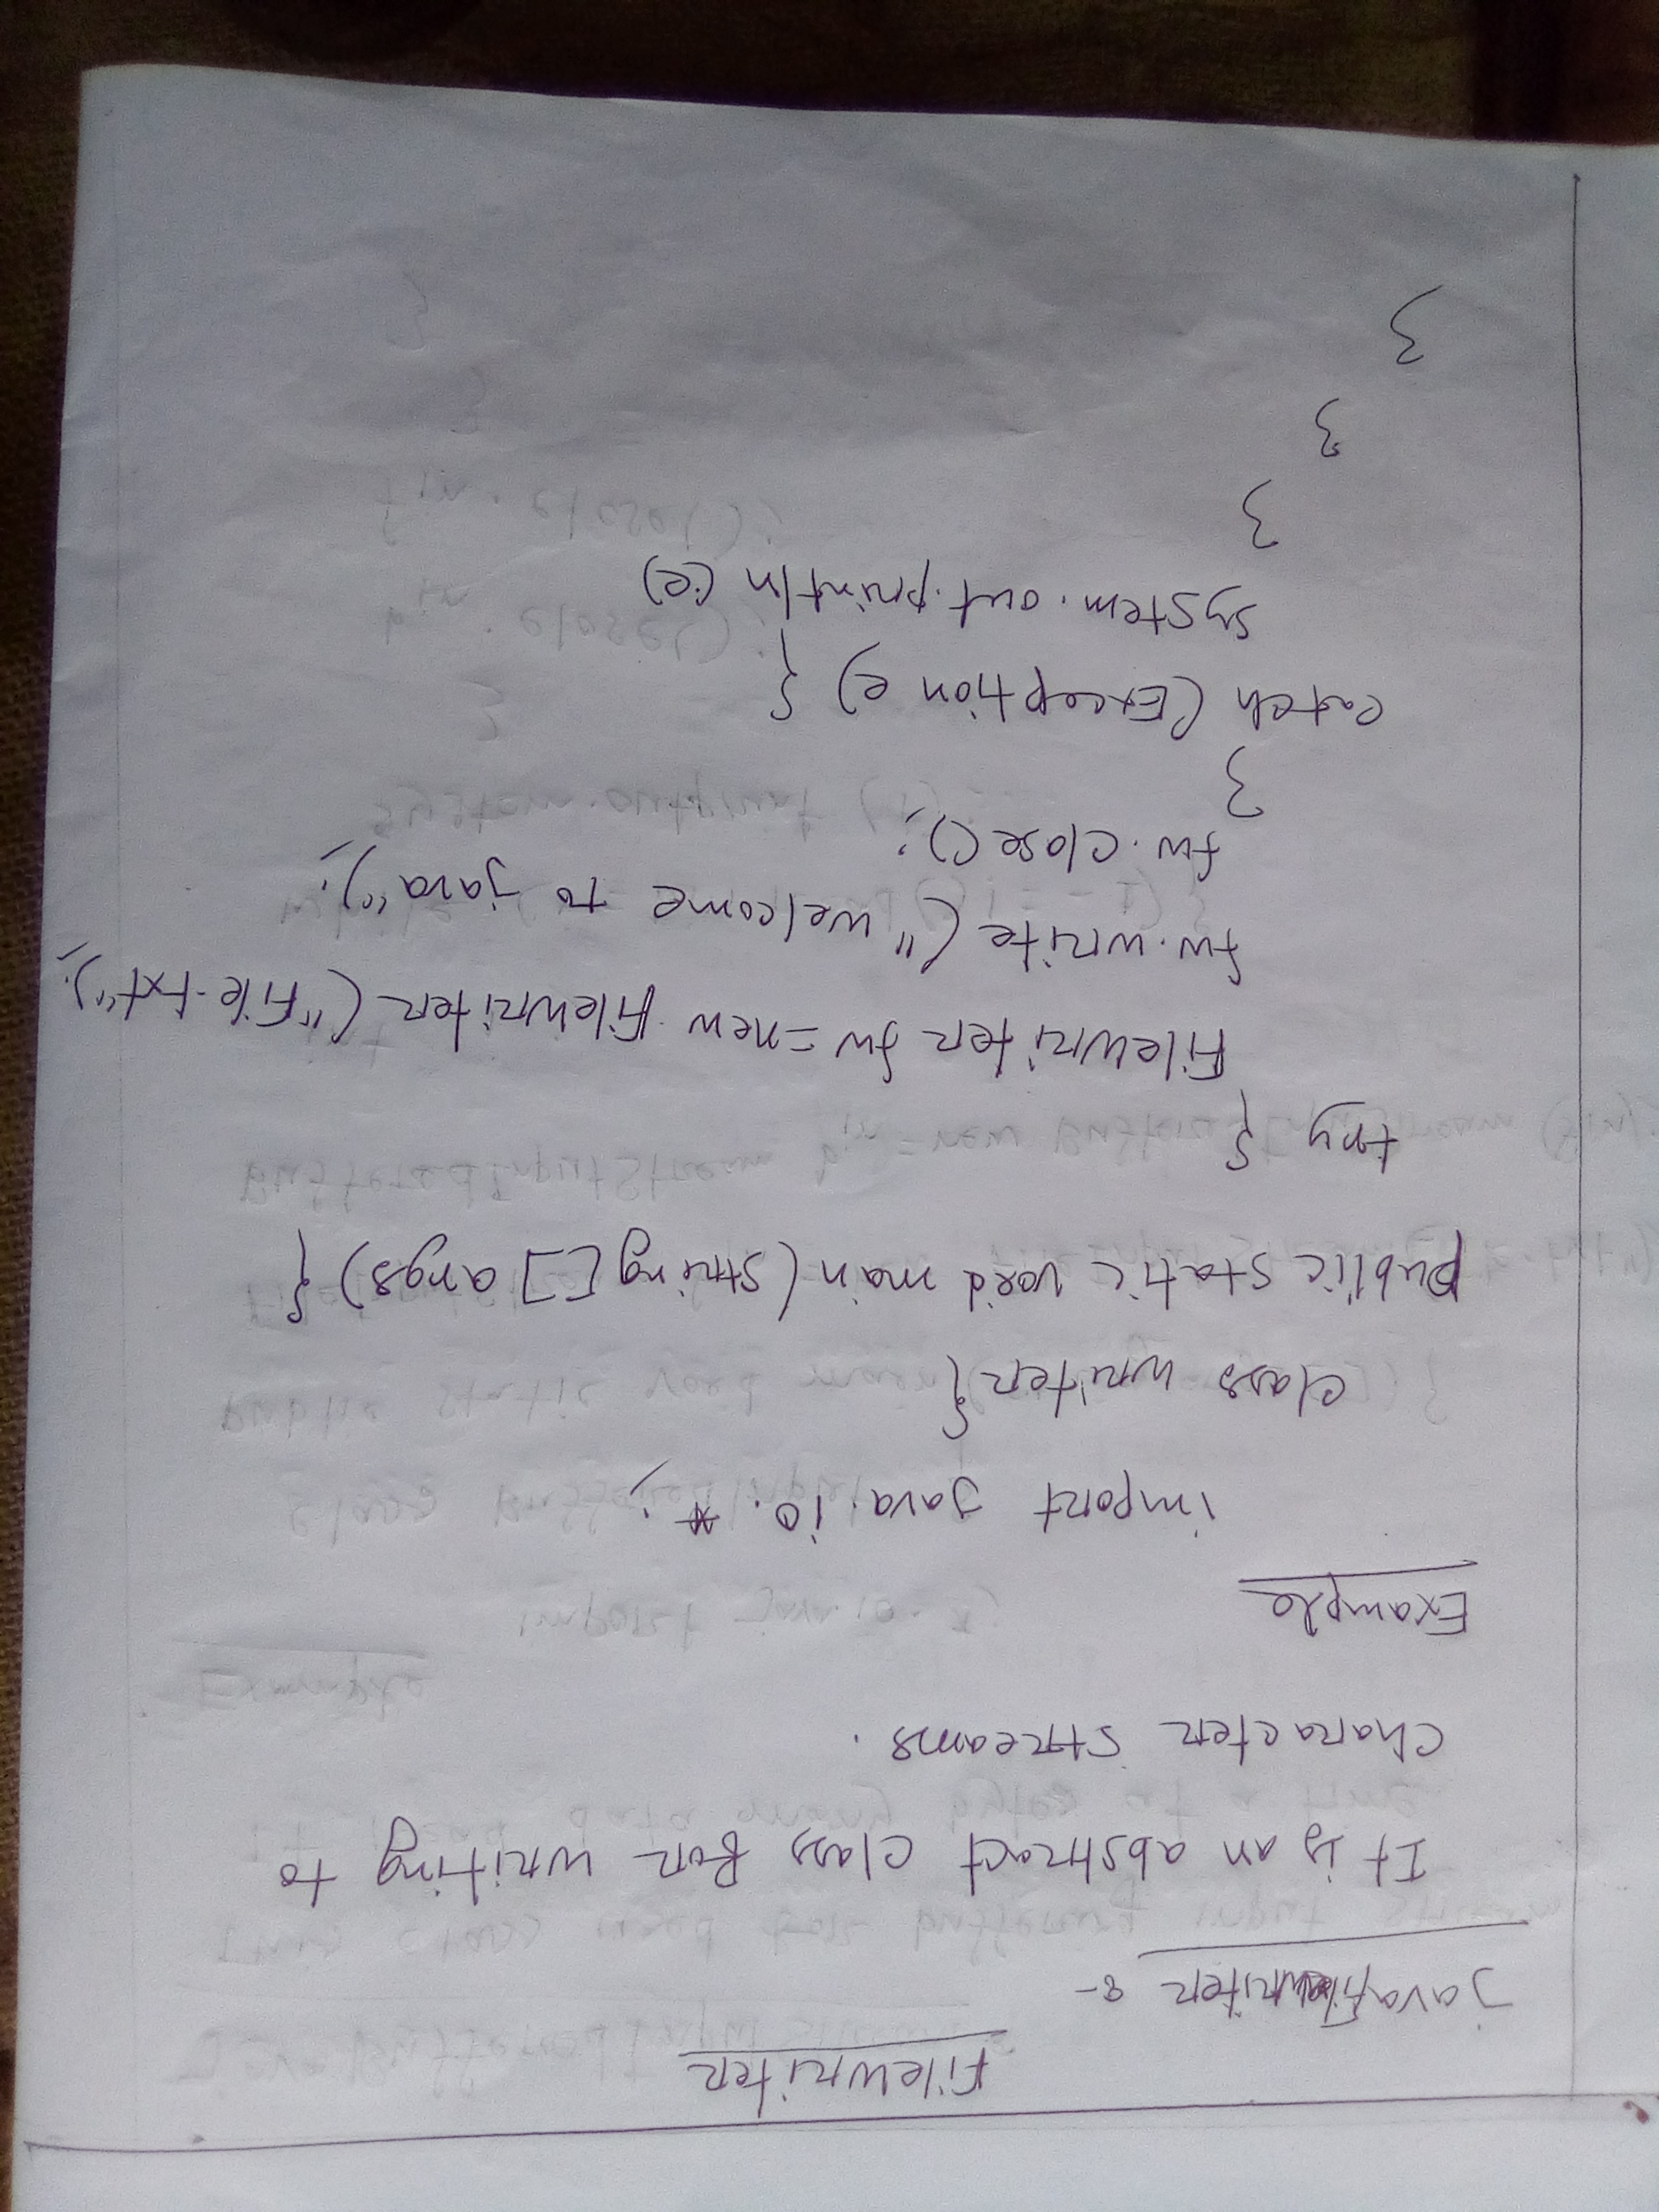 FileWriter
javaFilewriter :-
It is an abstract class for writing to
character streams.
Example
import java.io.*;
class writer{
public static void main(string[] args){
try {
FileWriter fw = new FileWriter("File.txt");
fw.write("welcome to java");
fw.close();
}
catch (Exception e) {
system.out.println(e)
}
}
}